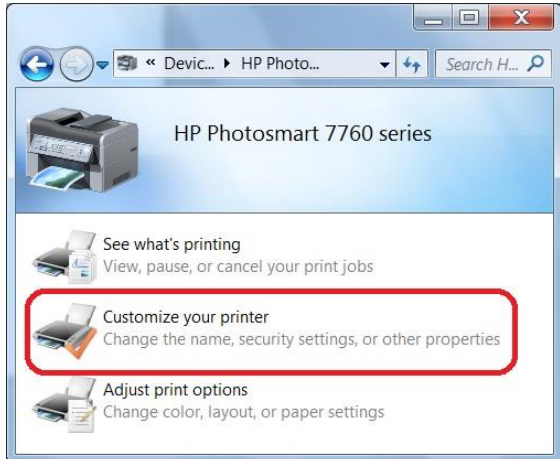 « Devic... ▸ HP Photo... Search H...
HP Photosmart 7760 series
See what's printing
View, pause, or cancel your print jobs
Customize your printer
Change the name, security settings, or other properties
Adjust print options
Change color, layout, or paper settings